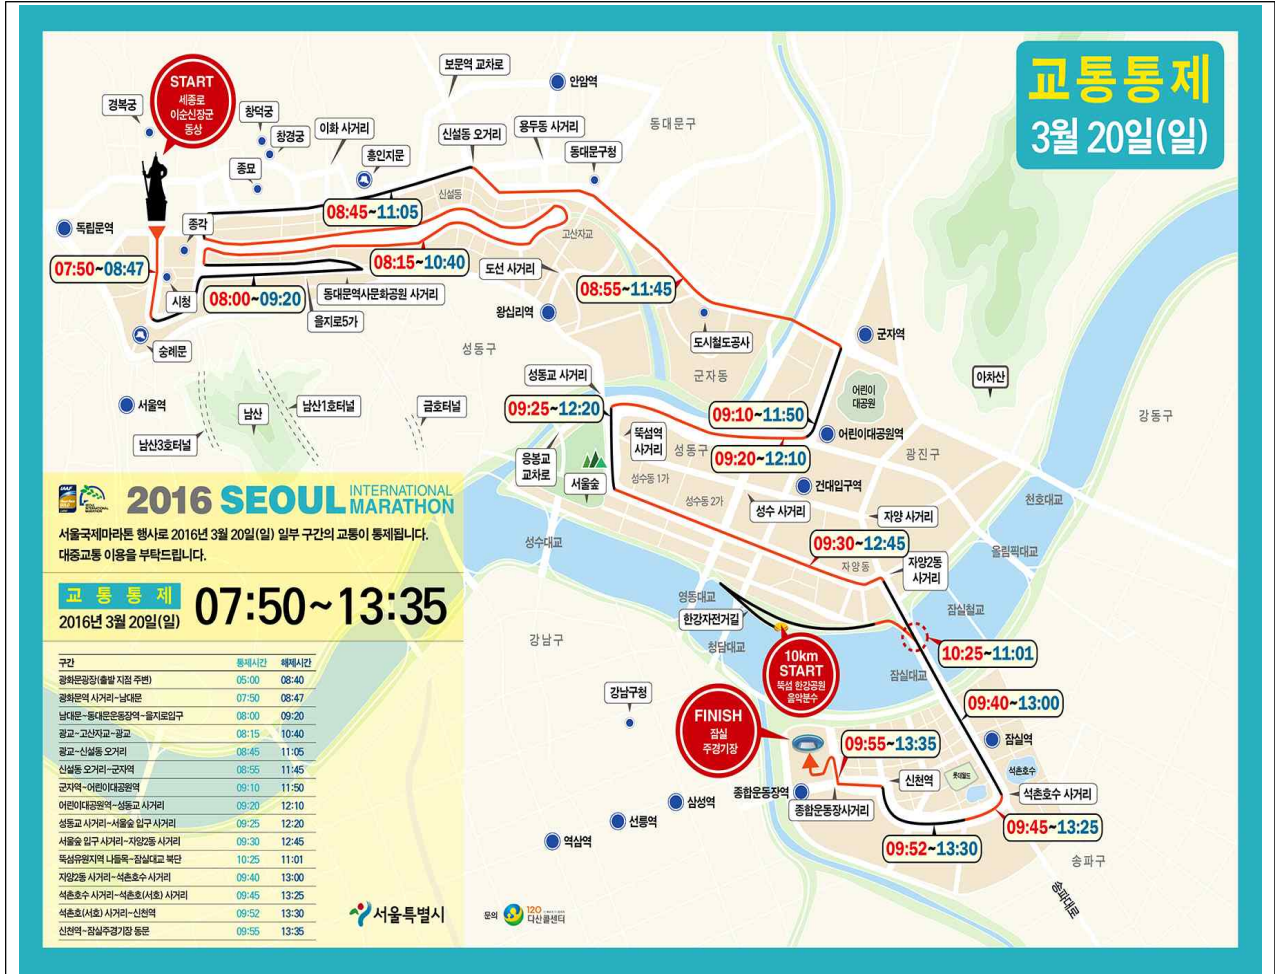 교통통제
3월 20일(일)
START
세종로
이순신장군
동상
경복궁
창덕궁
창경궁
종묘
이화 사거리
흥인지문
보문역 교차로
안암역
신설동 오거리
용두동 사거리
동대문구청
동대문구
신설동
고산자교
독립문역
종각
시청
숭례문
07:50~08:47
08:45~11:05
08:15~10:40
08:00~09:20
동대문역사문화공원 사거리
을지로5가
도선 사거리
왕십리역
08:55~11:45
도시철도공사
군자역
성동구
군자동
어린이
대공원
아차산
강동구
서울역
남산
남산1호터널
남산3호터널
금호터널
성동교 사거리
09:25~12:20
09:10~11:50
어린이대공원역
09:20~12:10
광진구
뚝섬역
사거리
성동구
응봉교
교차로
서울숲
성수동 1가
성수동 2가
건대입구역
성수 사거리
자양 사거리
천호대교
올림픽대교
성수대교
09:30~12:45
자양동
자양2동
사거리
영동대교
한강자전거길
청담대교
잠실철교
잠실대교
10:25~11:01
10km
START
뚝섬 한강공원
음악분수
강남구
강남구청
FINISH
잠실
주경기장
09:40~13:00
09:55~13:35
잠실역
신천역
롯데월드
석촌호수
석촌호수 사거리
종합운동장역
종합운동장사거리
삼성역
선릉역
역삼역
09:45~13:25
09:52~13:30
송파구
송파대로
2016 SEOUL INTERNATIONAL MARATHON
서울국제마라톤 행사로 2016년 3월 20일(일) 일부 구간의 교통이 통제됩니다.
대중교통 이용을 부탁드립니다.
교통통제
2016년 3월 20일(일)
07:50~13:35
구간 통제시간 해제시간
광화문광장(출발 지점 주변) 05:00 08:40
광화문역 사거리~남대문 07:50 08:47
남대문~동대문운동장역~을지로입구 08:00 09:20
광교~고산자교~광교 08:15 10:40
광교~신설동 오거리 08:45 11:05
신설동 오거리~군자역 08:55 11:45
군자역~어린이대공원역 09:10 11:50
어린이대공원역~성동교 사거리 09:20 12:10
성동교 사거리~서울숲 입구 사거리 09:25 12:20
서울숲 입구 사거리~자양2동 사거리 09:30 12:45
뚝섬유원지역 나들목~잠실대교 북단 10:25 11:01
자양2동 사거리~석촌호수 사거리 09:40 13:00
석촌호수 사거리~석촌호(서호) 사거리 09:45 13:25
석촌호(서호) 사거리~신천역 09:52 13:30
신천역~잠실주경기장 동문 09:55 13:35
서울특별시
문의
120
다산콜센터